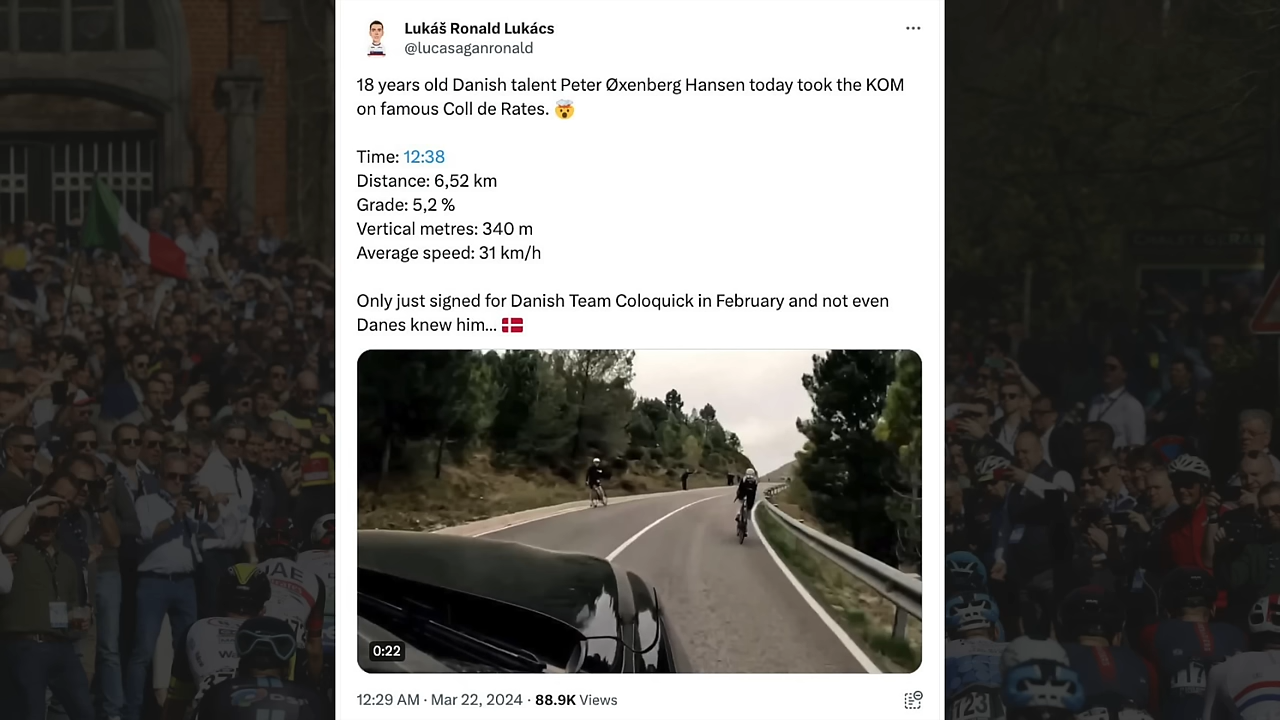 Lukáš Ronald Lukács
@lucasaganronald
18 years old Danish talent Peter Øxenberg Hansen today took the KOM
on famous Coll de Rates. 🤯
Time: 12:38
Distance: 6,52 km
Grade: 5,2 %
Vertical metres: 340 m
Average speed: 31 km/h
Only just signed for Danish Team Coloquick in February and not even
Danes knew him... 🇩🇰
0:22
12:29 AM · Mar 22, 2024 · 88.9K Views
UAE
123